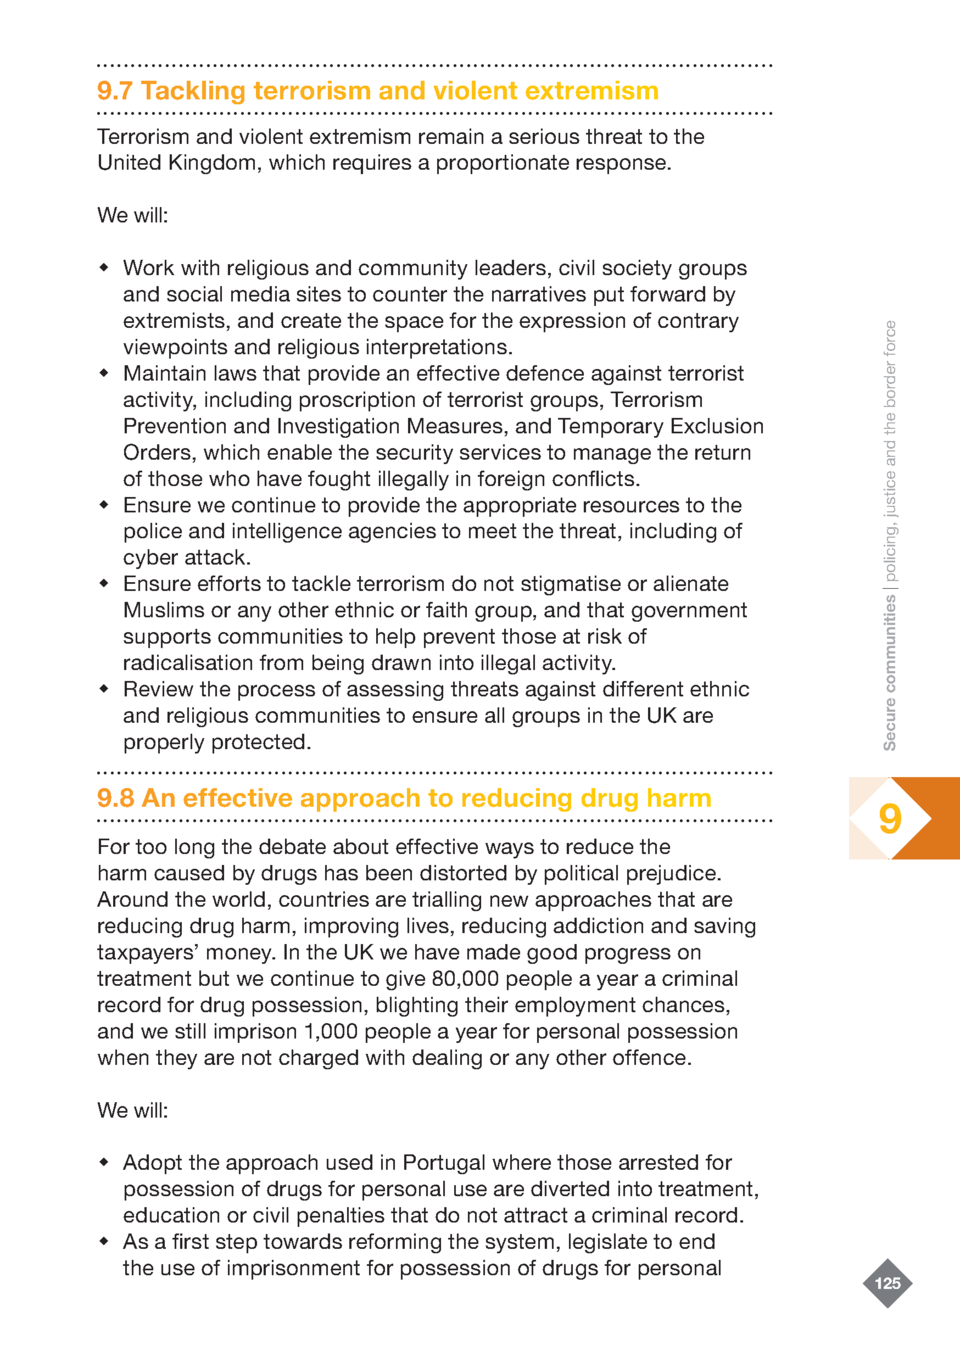 9.7 Tackling terrorism and violent extremism
Terrorism and violent extremism remain a serious threat to the
United Kingdom, which requires a proportionate response.
We will:
◆ Work with religious and community leaders, civil society groups
and social media sites to counter the narratives put forward by
extremists, and create the space for the expression of contrary
viewpoints and religious interpretations.
◆ Maintain laws that provide an effective defence against terrorist
activity, including proscription of terrorist groups, Terrorism
Prevention and Investigation Measures, and Temporary Exclusion
Orders, which enable the security services to manage the return
of those who have fought illegally in foreign conflicts.
◆ Ensure we continue to provide the appropriate resources to the
police and intelligence agencies to meet the threat, including of
cyber attack.
◆ Ensure efforts to tackle terrorism do not stigmatise or alienate
Muslims or any other ethnic or faith group, and that government
supports communities to help prevent those at risk of
radicalisation from being drawn into illegal activity.
◆ Review the process of assessing threats against different ethnic
and religious communities to ensure all groups in the UK are
properly protected.
9.8 An effective approach to reducing drug harm
For too long the debate about effective ways to reduce the
harm caused by drugs has been distorted by political prejudice.
Around the world, countries are trialling new approaches that are
reducing drug harm, improving lives, reducing addiction and saving
taxpayers’ money. In the UK we have made good progress on
treatment but we continue to give 80,000 people a year a criminal
record for drug possession, blighting their employment chances,
and we still imprison 1,000 people a year for personal possession
when they are not charged with dealing or any other offence.
We will:
◆ Adopt the approach used in Portugal where those arrested for
possession of drugs for personal use are diverted into treatment,
education or civil penalties that do not attract a criminal record.
◆ As a first step towards reforming the system, legislate to end
the use of imprisonment for possession of drugs for personal
Secure communities | policing, justice and the border force
9
125